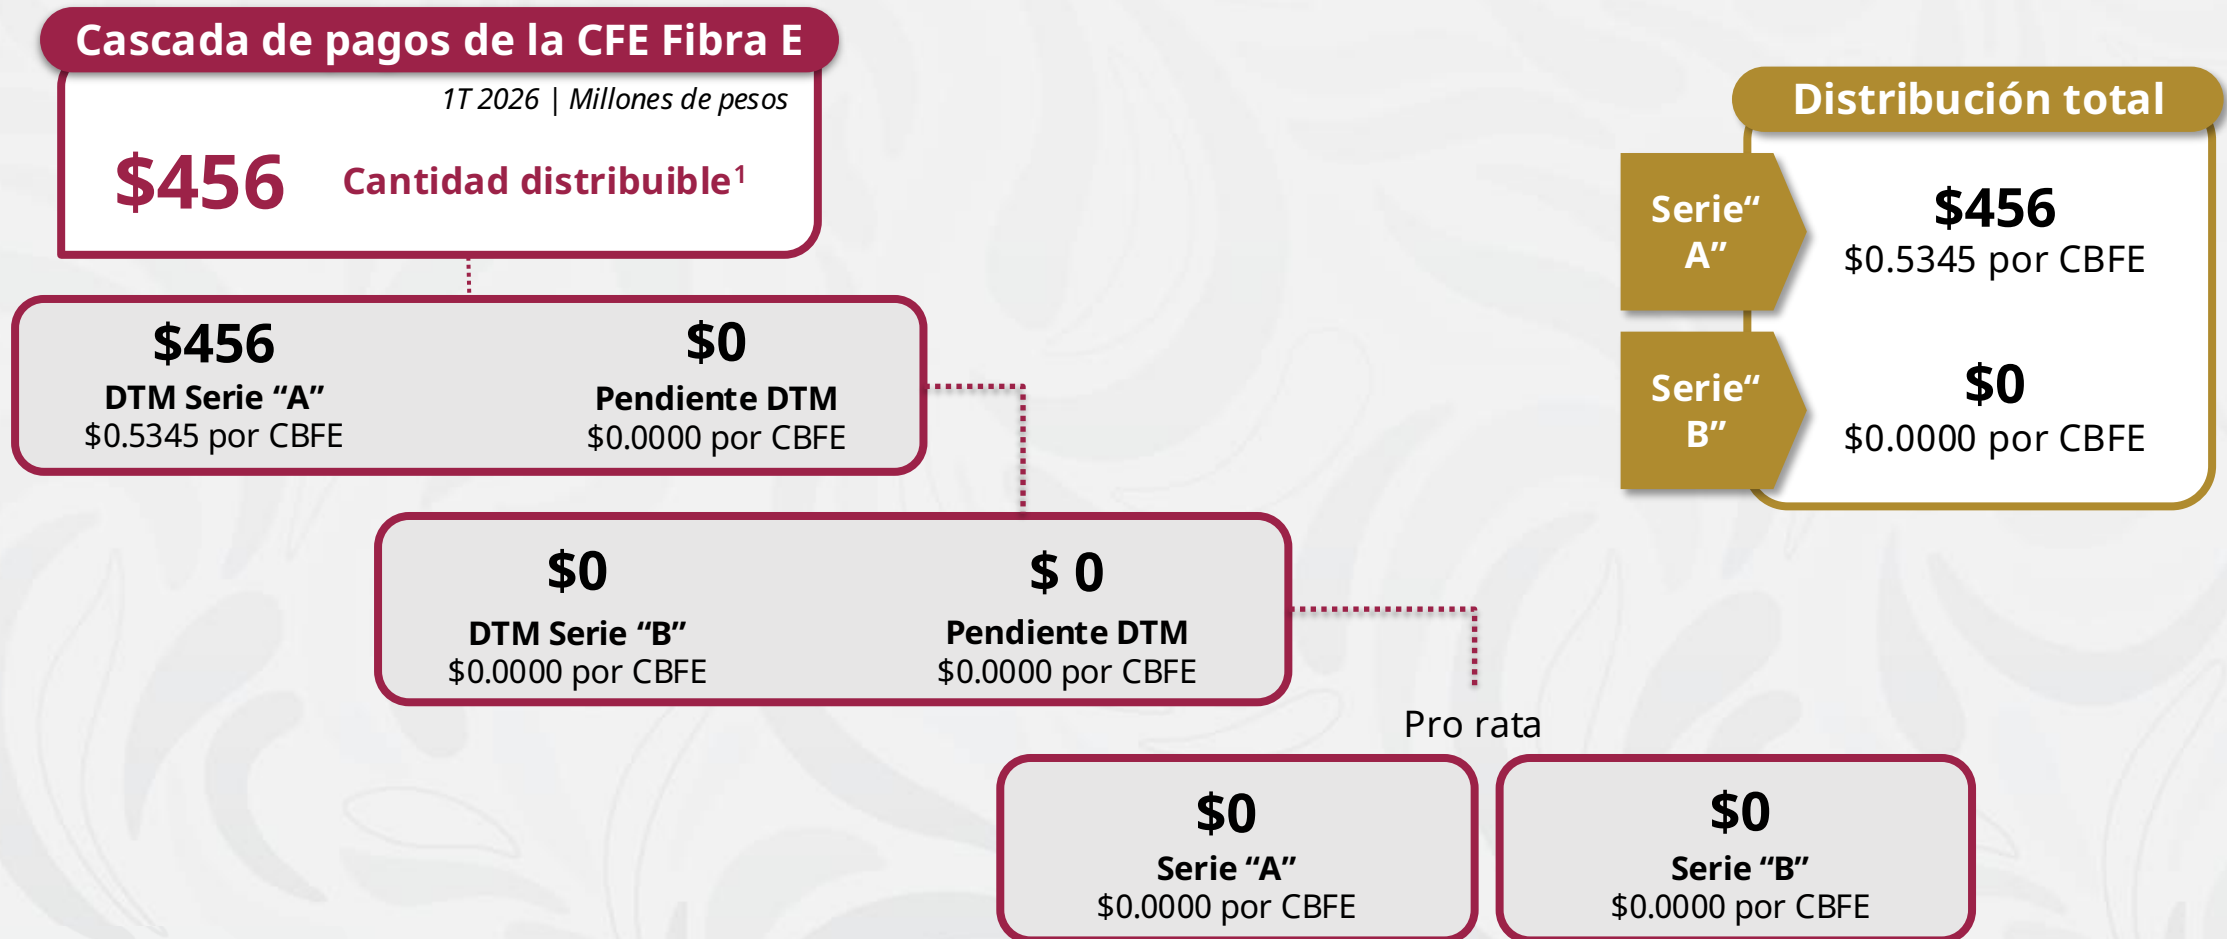 Cascada de pagos de la CFE Fibra E
1T 2026 | Millones de pesos
$456 Cantidad distribuible¹
$456
DTM Serie “A”
$0.5345 por CBFE
$0
Pendiente DTM
$0.0000 por CBFE
$0
DTM Serie “B”
$0.0000 por CBFE
$ 0
Pendiente DTM
$0.0000 por CBFE
Pro rata
$0
Serie “A”
$0.0000 por CBFE
$0
Serie “B”
$0.0000 por CBFE
Distribución total
Serie“
A”
$456
$0.5345 por CBFE
Serie“
B”
$0
$0.0000 por CBFE